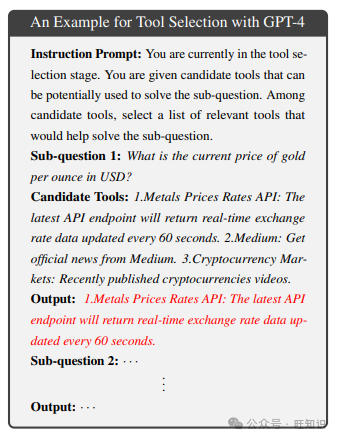 An Example for Tool Selection with GPT-4
Instruction Prompt: You are currently in the tool se-
lection stage. You are given candidate tools that can
be potentially used to solve the sub-question. Among
candidate tools, select a list of relevant tools that
would help solve the sub-question.
Sub-question 1: What is the current price of gold
per ounce in USD?
Candidate Tools: 1.Metals Prices Rates API: The
latest API endpoint will return real-time exchange
rate data updated every 60 seconds. 2.Medium: Get
official news from Medium. 3.Cryptocurrency Mar-
kets: Recently published cryptocurrencies videos.
Output: 1.Metals Prices Rates API: The latest API
endpoint will return real-time exchange rate data up-
dated every 60 seconds.
Sub-question 2: ···
⋮
Output: ···
公众号 · 旺知识